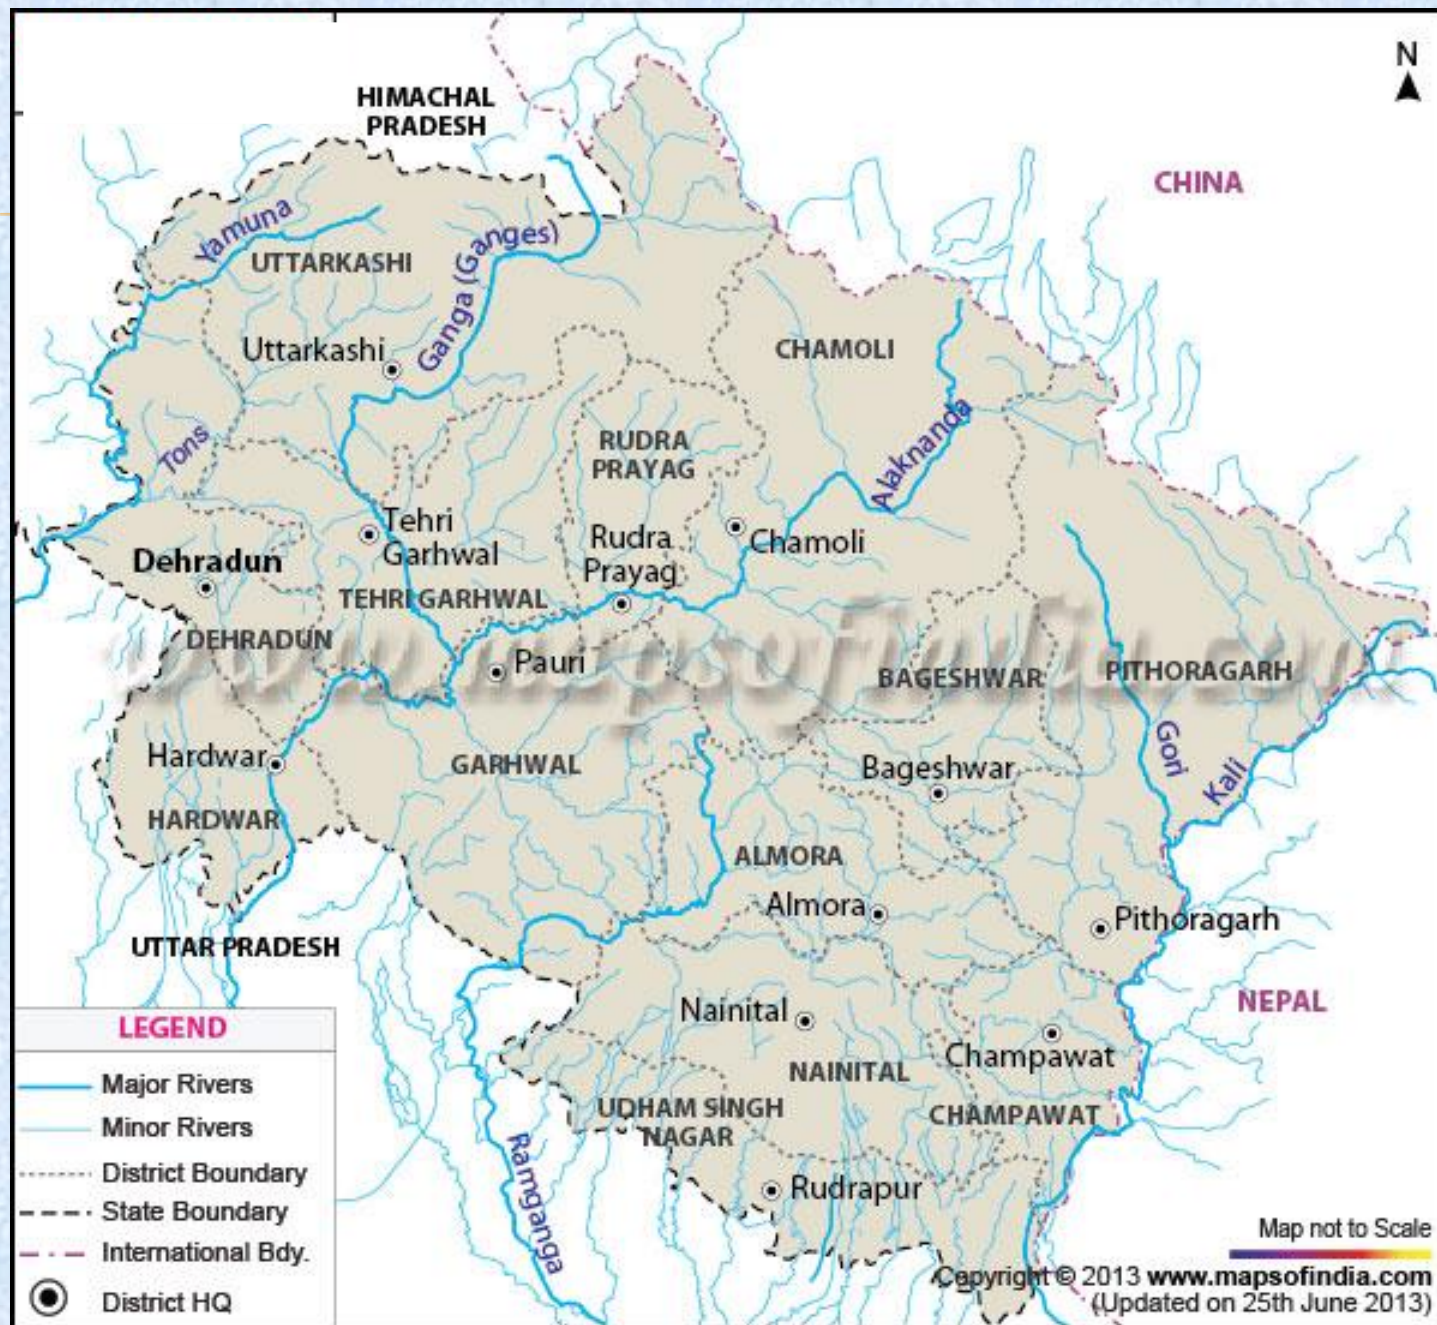 N
HIMACHAL
PRADESH
CHINA
Yamuna
UTTARKASHI
Ganga (Ganges)
Uttarkashi
CHAMOLI
Alaknanda
Tons
RUDRA
PRAYAG
Tehri
Garhwal
Rudra
Prayag
Chamoli
Dehradun
TEHRI GARHWAL
DEHRADUN
www.mapsofindia.com
Pauri
BAGESHWAR
PITHORAGARH
Hardwar
GARHWAL
Bageshwar
Gori
Kali
HARDWAR
ALMORA
Almora
Pithoragarh
UTTAR PRADESH
Nainital
NEPAL
Champawat
NAINITAL
UDHAM SINGH
NAGAR
CHAMPAWAT
Ramganga
Rudrapur
LEGEND
Major Rivers
Minor Rivers
District Boundary
State Boundary
International Bdy.
District HQ
Map not to Scale
Copyright © 2013 www.mapsofindia.com
(Updated on 25th June 2013)